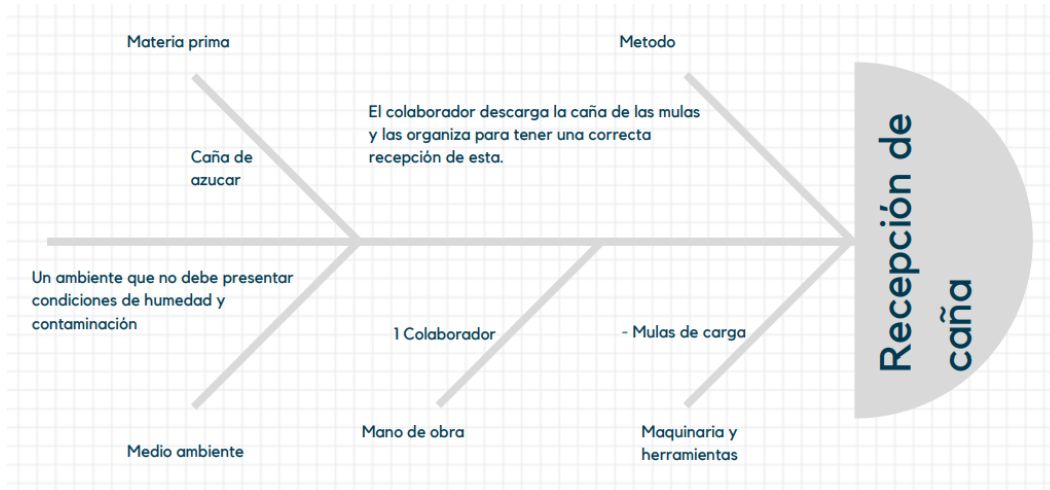 Materia prima
Metodo
El colaborador descarga la caña de las mulas
y las organiza para tener una correcta
recepción de esta.
Caña de
azucar
Recepción de
caña
Un ambiente que no debe presentar
condiciones de humedad y
contaminación
1 Colaborador
- Mulas de carga
Medio ambiente
Mano de obra
Maquinaria y
herramientas